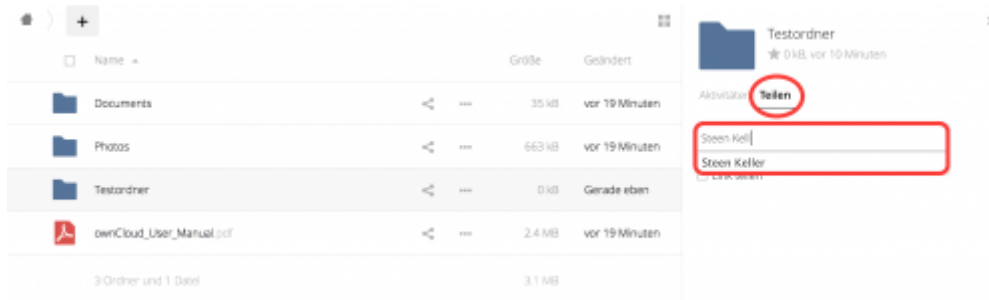 +
Name Größe Geändert
Documents 35 kB vor 19 Minuten
Photos 663 kB vor 19 Minuten
Testordner 0 kB Gerade eben
ownCloud_User_Manual.pdf 2.4 MB vor 19 Minuten
3 Ordner und 1 Datei 3.1 MB
Testordner
0 kB, vor 10 Minuten
Aktivitäten Teilen
Steen Kell
Steen Keller